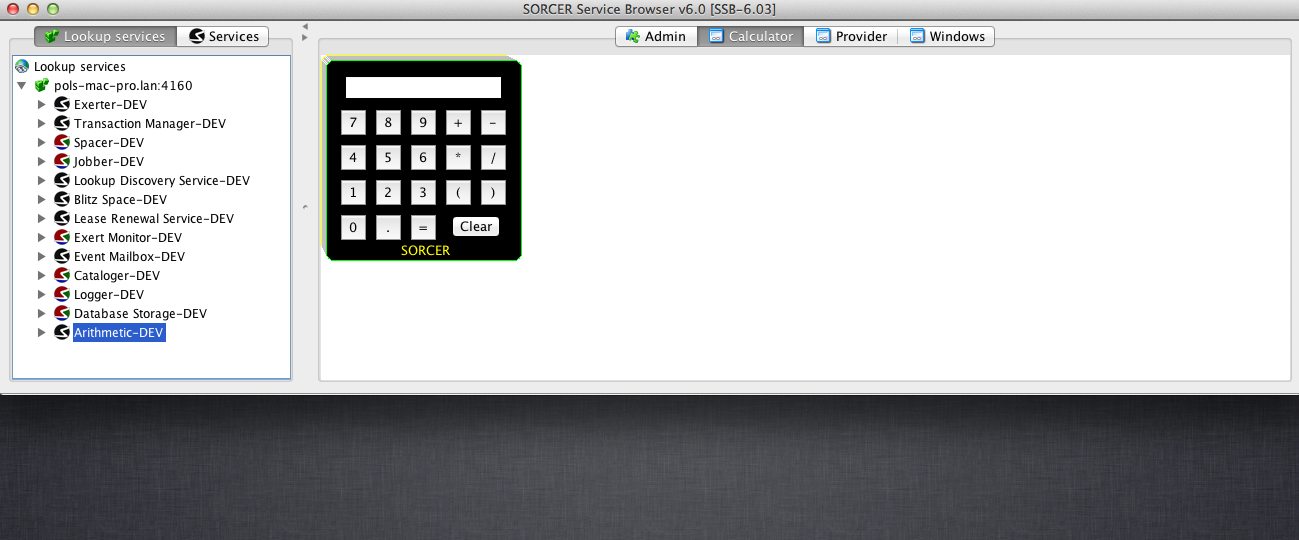 SORCER Service Browser v6.0 [SSB-6.03]
Lookup services Services
Admin Calculator Provider Windows
Lookup services
pols-mac-pro.lan:4160
Exerter-DEV
Transaction Manager-DEV
Spacer-DEV
Jobber-DEV
Lookup Discovery Service-DEV
Blitz Space-DEV
Lease Renewal Service-DEV
Exert Monitor-DEV
Event Mailbox-DEV
Cataloger-DEV
Logger-DEV
Database Storage-DEV
Arithmetic-DEV
7 8 9 + -
4 5 6 * /
1 2 3 ( )
0 . = Clear
SORCER